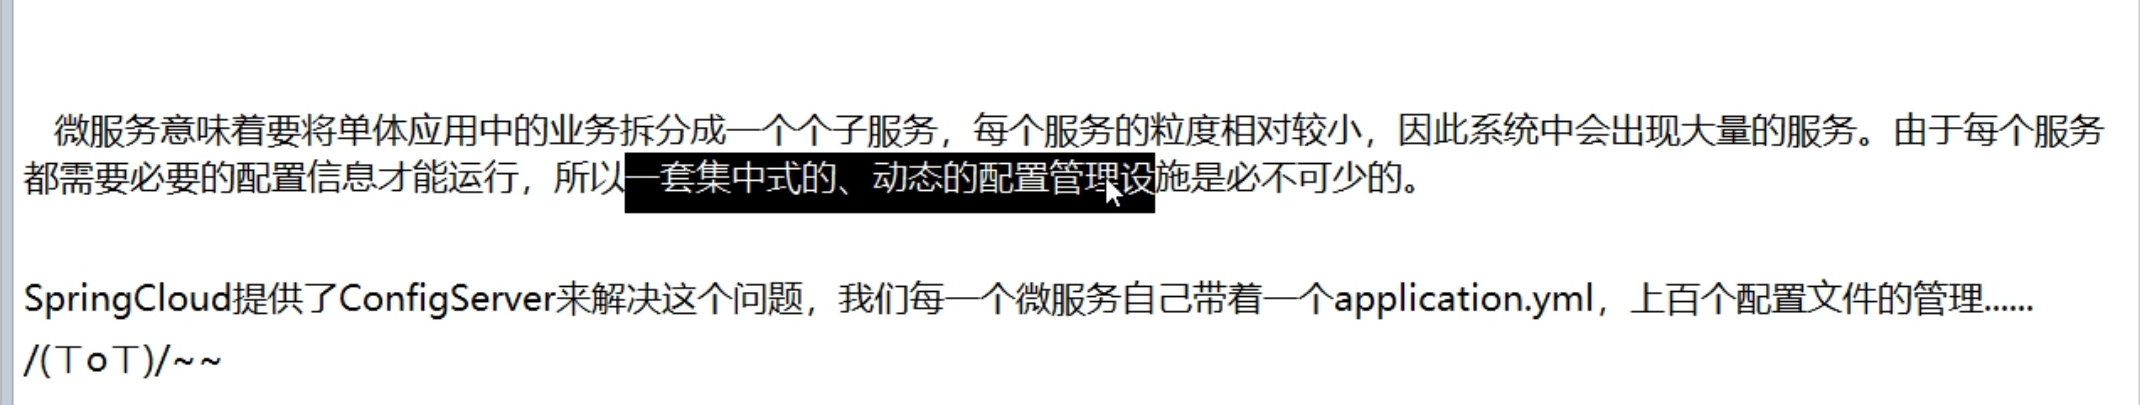 微服务意味着要将单体应用中的业务拆分成一个个子服务，每个服务的粒度相对较小，因此系统中会出现大量的服务。由于每个服务
都需要必要的配置信息才能运行，所以一套集中式的、动态的配置管理设施是必不可少的。
SpringCloud提供了ConfigServer来解决这个问题，我们每一个微服务自己带着一个application.yml，上百个配置文件的管理......
/(ㄒoㄒ)/~~